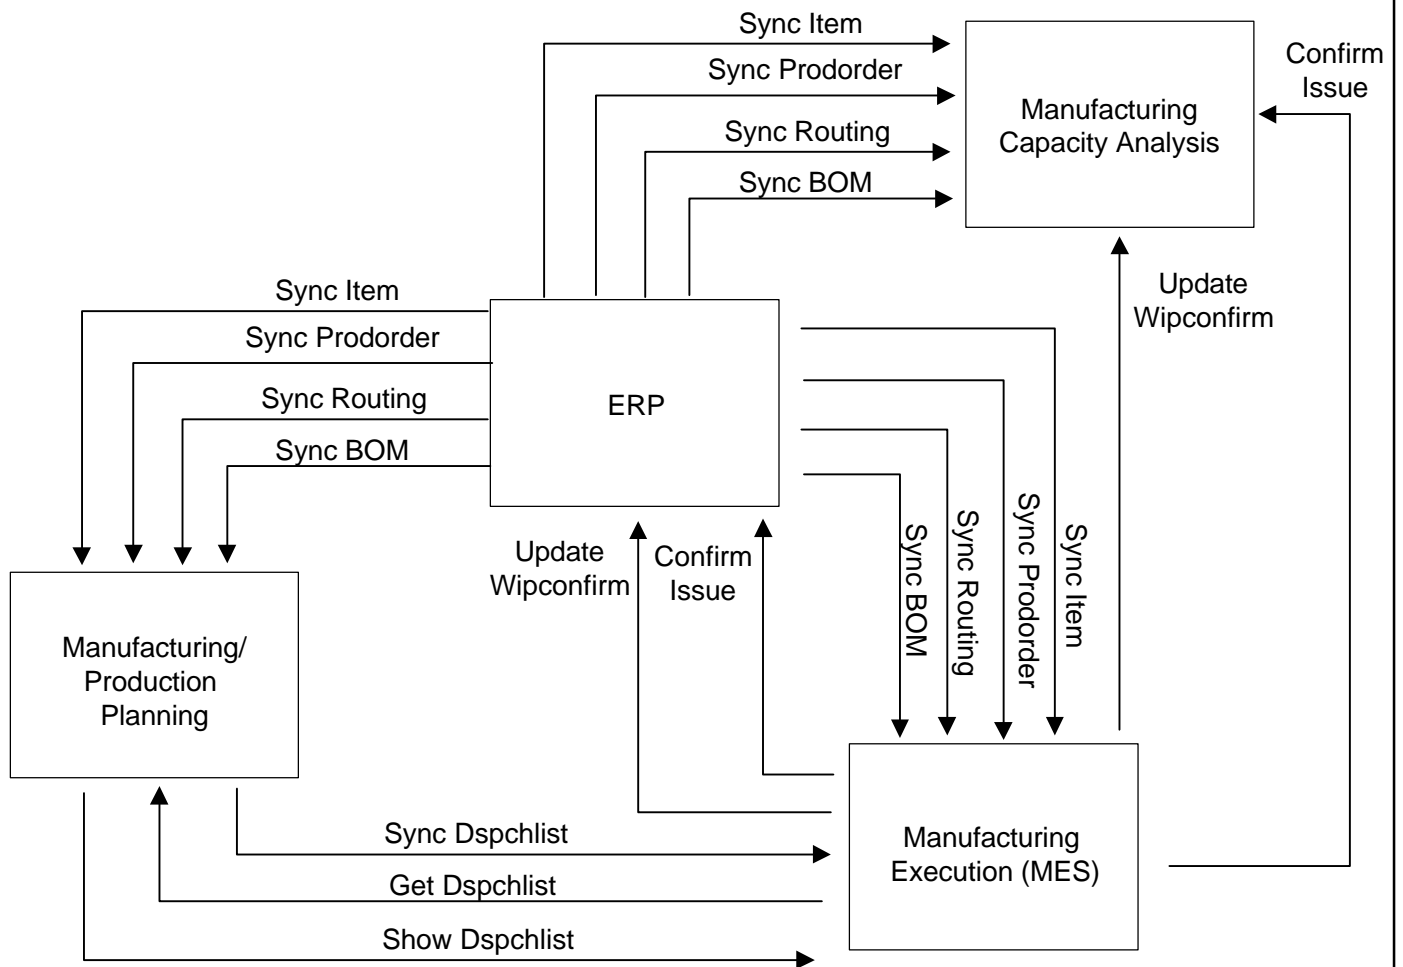 Sync Item
Sync Prodorder
Sync Routing
Sync BOM
Manufacturing
Capacity Analysis
Confirm
Issue
Update
Wipconfirm
Sync Item
Sync Prodorder
Sync Routing
Sync BOM
ERP
Update
Wipconfirm
Confirm
Issue
Sync BOM
Sync Routing
Sync Prodorder
Sync Item
Manufacturing/
Production
Planning
Sync Dspchlist
Get Dspchlist
Show Dspchlist
Manufacturing
Execution (MES)